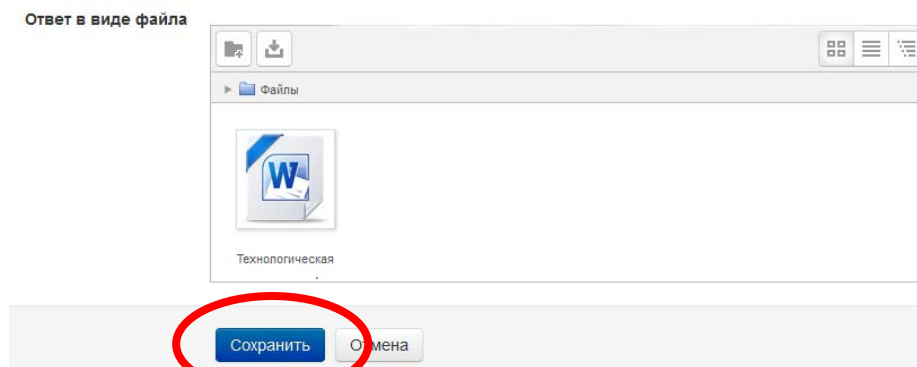 Ответ в виде файла
Файлы
W
Технологическая
Сохранить
Отмена